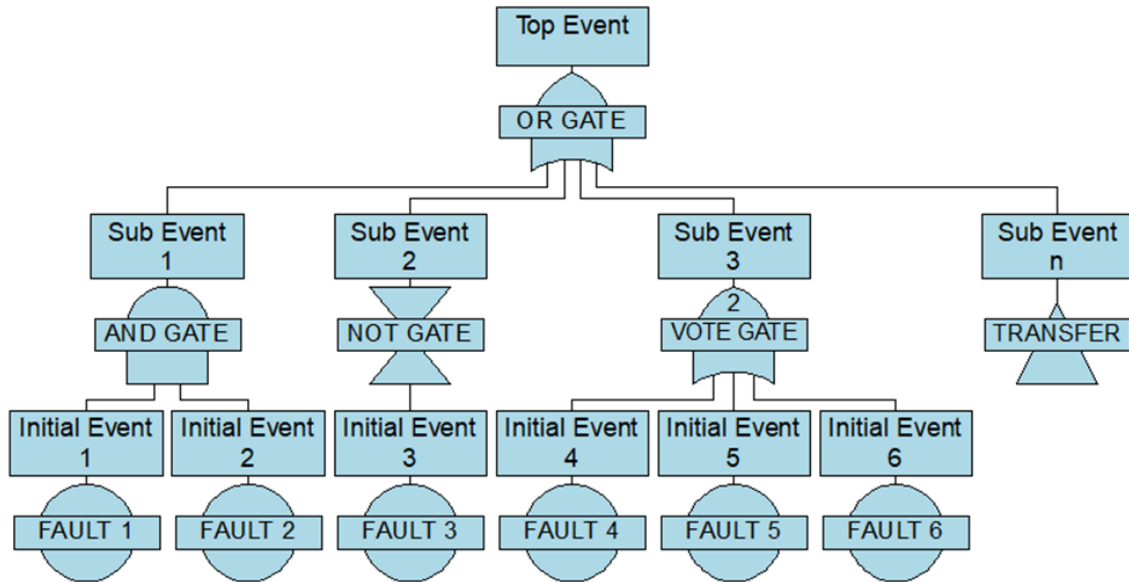 Top Event
OR GATE
Sub Event
1
Sub Event
2
Sub Event
3
Sub Event
n
AND GATE
NOT GATE
2
VOTE GATE
TRANSFER
Initial Event
1
Initial Event
2
Initial Event
3
Initial Event
4
Initial Event
5
Initial Event
6
FAULT 1
FAULT 2
FAULT 3
FAULT 4
FAULT 5
FAULT 6